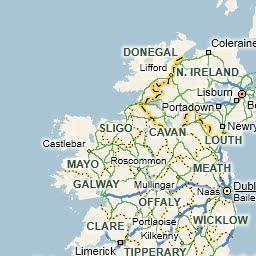 DONEGAL
Coleraine
Lifford
N. IRELAND
Lisburn
Be
Portadown
SLIGO
Newry
CAVAN
Castlebar
LOUTH
MAYO
Roscommon
MEATH
GALWAY
Mullingar
Naas
Dubl
OFFALY
Baile
CLARE
Portlaoise
WICKLOW
Kilkenny
Limerick
TIPPERARY